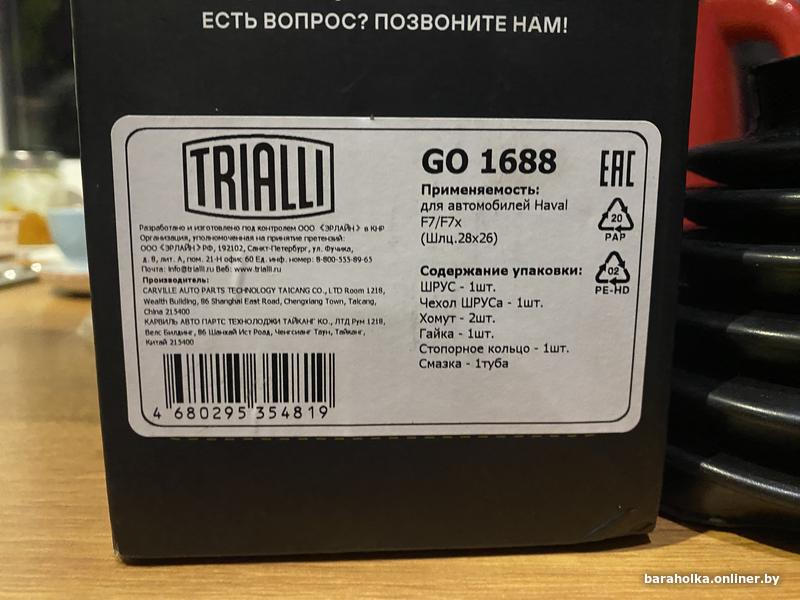 ЕСТЬ ВОПРОС? ПОЗВОНИТЕ НАМ!
TRIALLI
Разработано и изготовлено под контролем ООО <ЭРЛАЙН> в КНР
Организация, уполномоченная на принятие претензий:
ООО <ЭРЛАЙН> РФ, 192102, Санкт-Петербург, ул. Фучика,
д. 8, лит. А, пом. 21-Н офис 60 Ед. инф. номер: 8-800-555-89-65
Почта: info@trialli.ru Веб: www.trialli.ru
Производитель:
CARVILLE AUTO PARTS TECHNOLOGY TAICANG CO., LTD Room 1218,
Wealth Building, 86 Shanghai East Road, Chengxiang Town, Taicang,
China 215400
КАРВИЛЬ АУТО ПАРТС ТЕХНОЛОДЖИ ТАЙКАНГ КО., ЛТД Рум 1218,
Велс Билдинг, 86 Шанхай Ист Роад, Ченгсианг Таун, Тайканг,
Китай 215400
4 680295 354819
GO 1688
Применяемость:
для автомобилей Haval
F7/F7x
(Шлц.28x26)
Содержание упаковки:
ШРУС - 1шт.
Чехол ШРУСа - 1шт.
Хомут - 2шт.
Гайка - 1шт.
Стопорное кольцо - 1шт.
Смазка - 1туба
EAC
20
PAP
02
PE-HD
baraholka.onliner.by